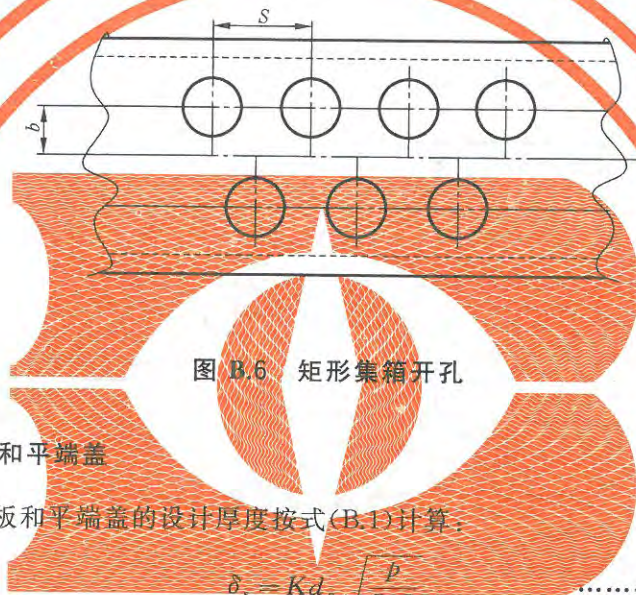 S
b
图 B.6 矩形集箱开孔
和平端盖
板和平端盖的设计厚度按式(B.1)计算:
δ = Kd √ p